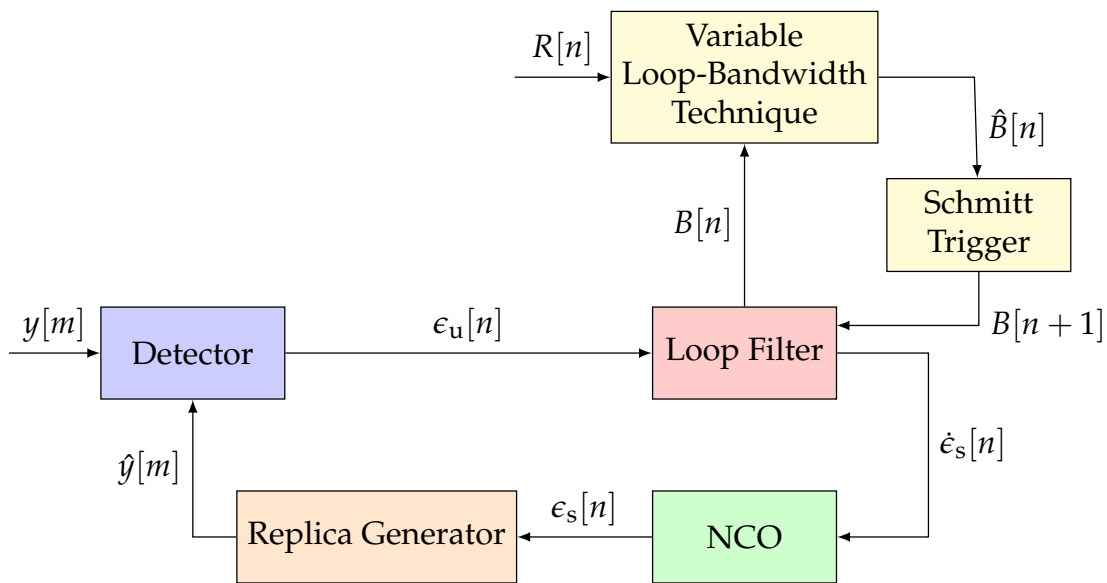 R[n]
Variable
Loop-Bandwidth
Technique
B̂[n]
Schmitt
Trigger
B[n]
B[n + 1]
y[m]
Detector
ϵu[n]
Loop Filter
ϵ̇s[n]
ŷ[m]
Replica Generator
ϵs[n]
NCO